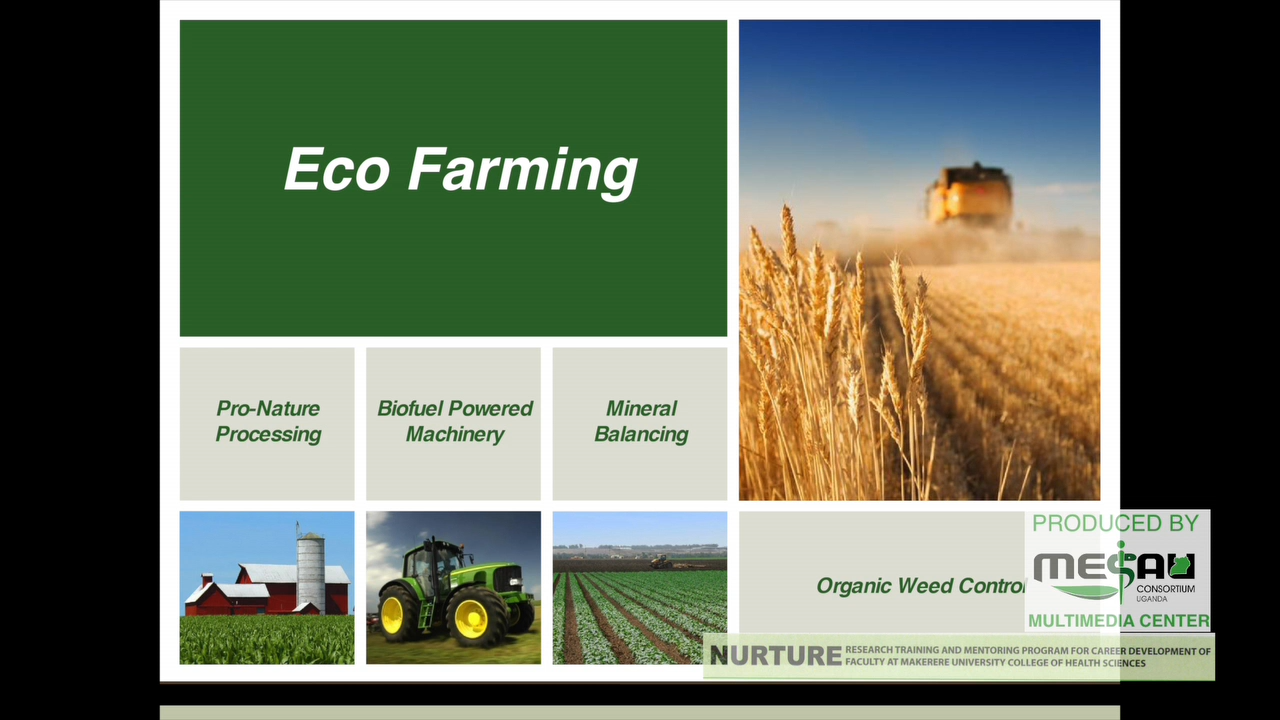 Eco Farming
Pro-Nature
Processing
Biofuel Powered
Machinery
Mineral
Balancing
Organic Weed Control
PRODUCED BY
MESAU
CONSORTIUM
UGANDA
MULTIMEDIA CENTER
NURTURE
RESEARCH TRAINING AND MENTORING PROGRAM FOR CAREER DEVELOPMENT OF
FACULTY AT MAKERERE UNIVERSITY COLLEGE OF HEALTH SCIENCES